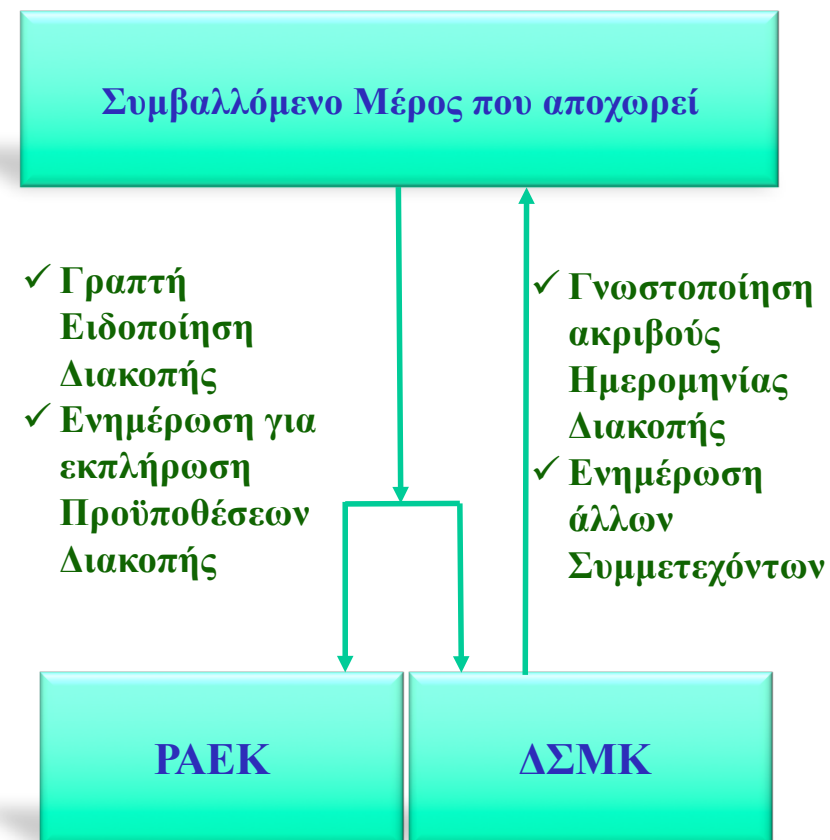 Συμβαλλόμενο Μέρος που αποχωρεί
✓ Γραπτή
Ειδοποίηση
Διακοπής
✓ Ενημέρωση για
εκπλήρωση
Προϋποθέσεων
Διακοπής
✓ Γνωστοποίηση
ακριβούς
Ημερομηνίας
Διακοπής
✓ Ενημέρωση
άλλων
Συμμετεχόντων
ΡΑΕΚ
ΔΣΜΚ